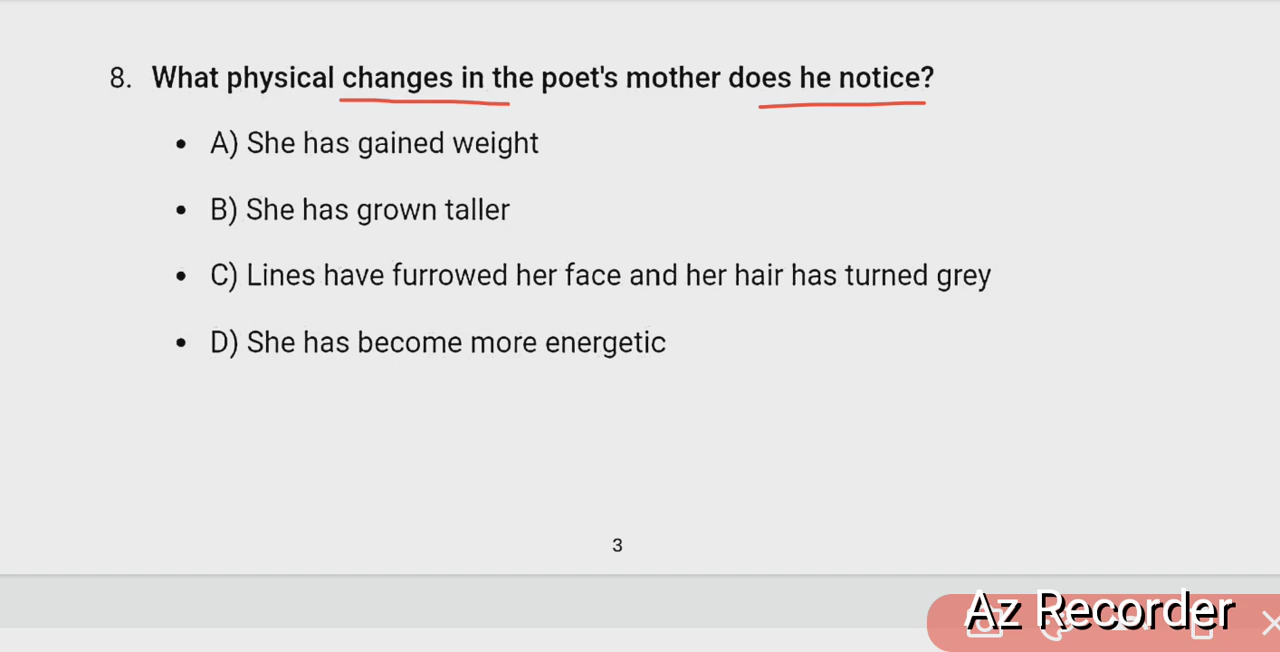 8. What physical changes in the poet's mother does he notice?
• A) She has gained weight
• B) She has grown taller
• C) Lines have furrowed her face and her hair has turned grey
• D) She has become more energetic
3
Az Recorder